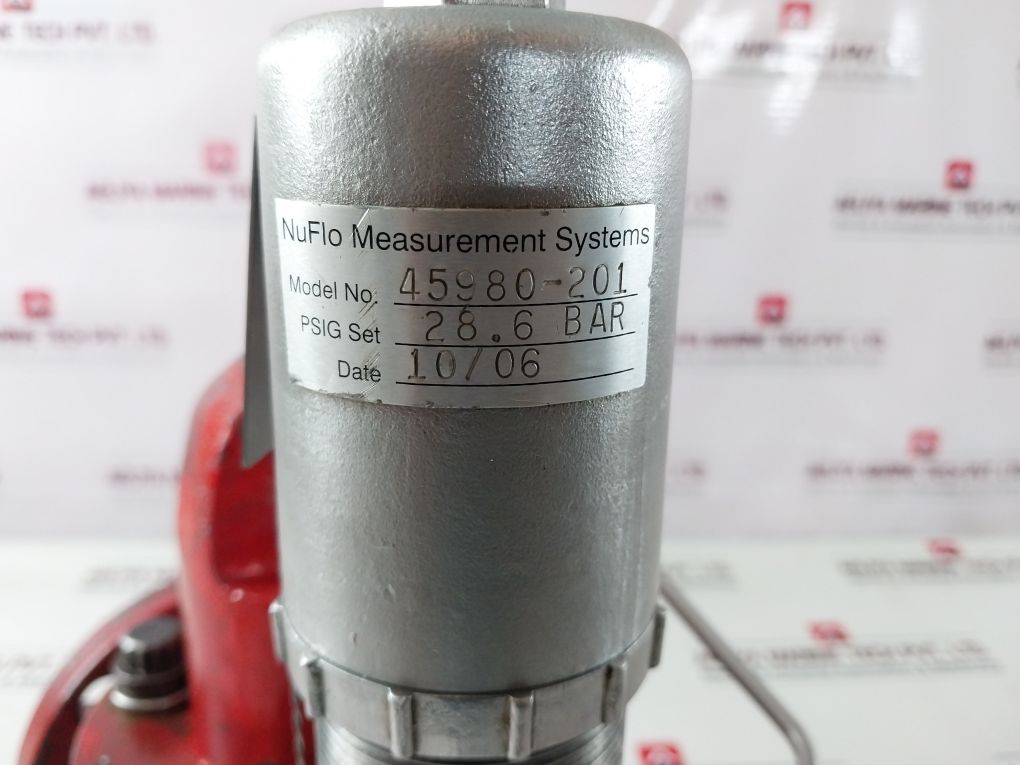 NuFlo Measurement Systems
Model No. 45980-201
PSIG Set 28.6 BAR
Date 10/06